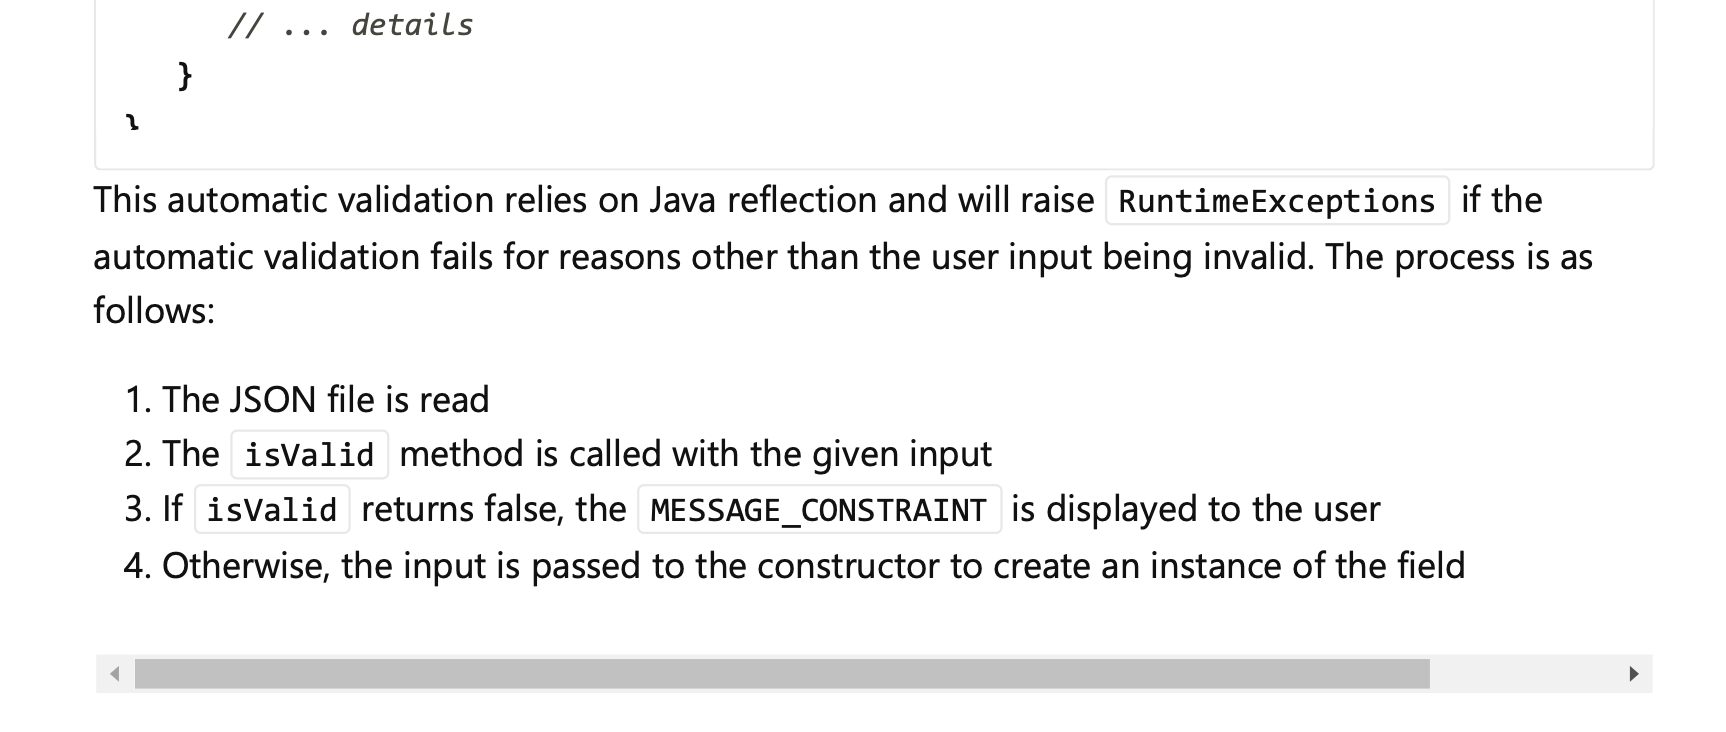 // ... details
}
}
This automatic validation relies on Java reflection and will raise RuntimeExceptions if the
automatic validation fails for reasons other than the user input being invalid. The process is as
follows:
1. The JSON file is read
2. The isValid method is called with the given input
3. If isValid returns false, the MESSAGE_CONSTRAINT is displayed to the user
4. Otherwise, the input is passed to the constructor to create an instance of the field